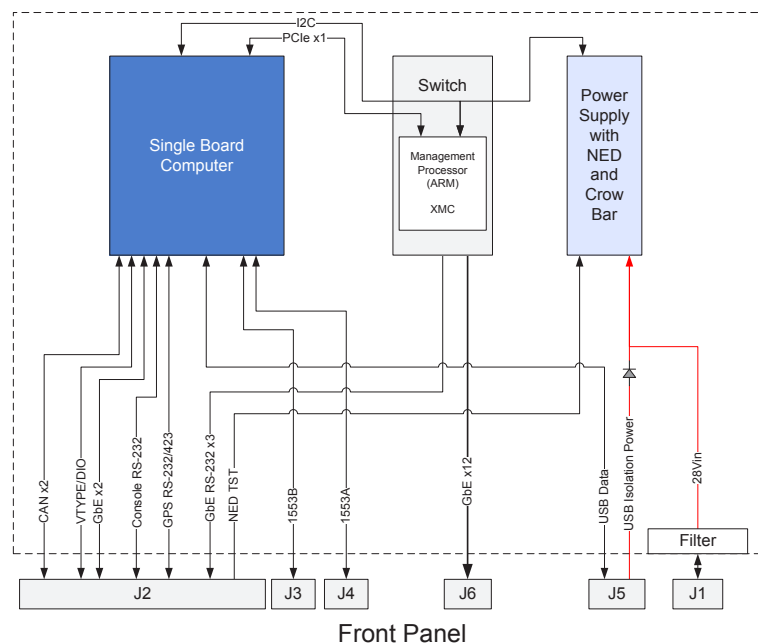 I2C
PCIe x1
Single Board
Computer
Switch
Management
Processor
(ARM)
XMC
Power
Supply
with
NED
and
Crow
Bar
CAN x2
VTYPE/DIO
GbE x2
Console RS-232
GPS RS-232/423
GbE RS-232 x3
NED TST
1553B
1553A
GbE x12
USB Data
USB Isolation Power
28Vin
Filter
J2
J3
J4
J6
J5
J1
Front Panel